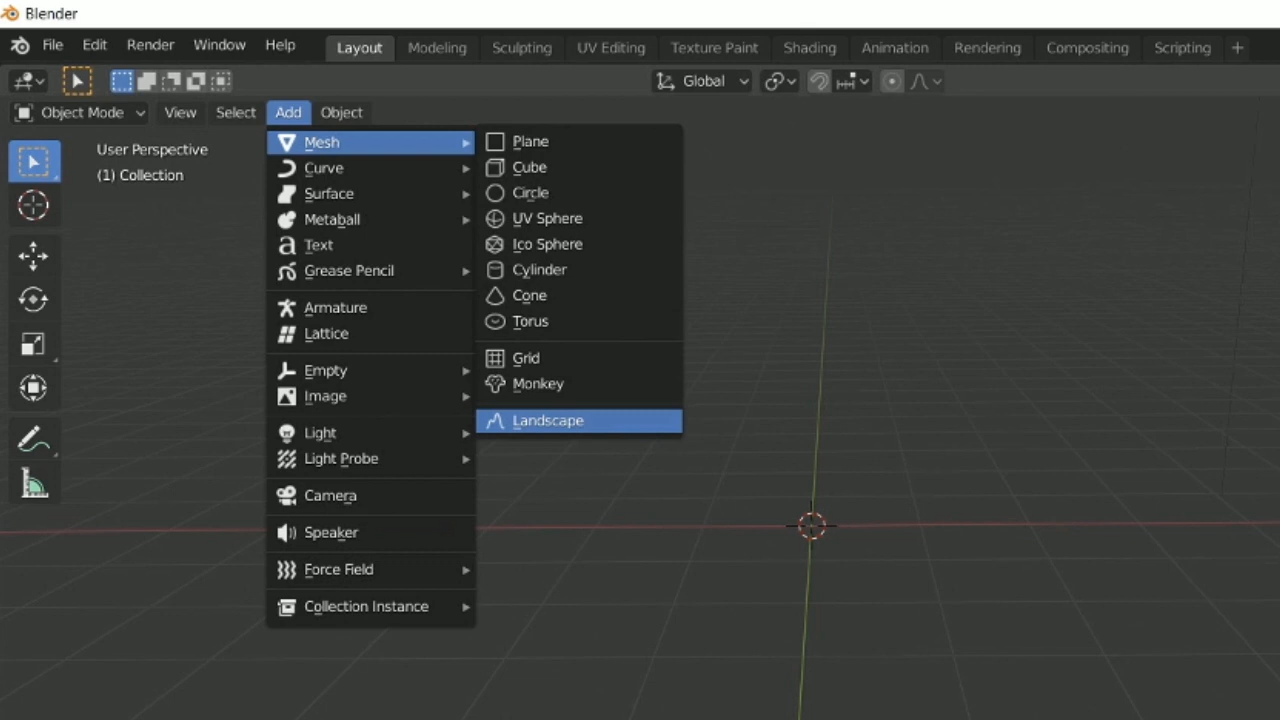 Blender
File Edit Render Window Help Layout Modeling Sculpting UV Editing Texture Paint Shading Animation Rendering Compositing Scripting +
Global
Object Mode View Select Add Object
User Perspective
(1) Collection
Mesh
Curve
Surface
Metaball
Text
Grease Pencil
Armature
Lattice
Empty
Image
Light
Light Probe
Camera
Speaker
Force Field
Collection Instance
Plane
Cube
Circle
UV Sphere
Ico Sphere
Cylinder
Cone
Torus
Grid
Monkey
Landscape